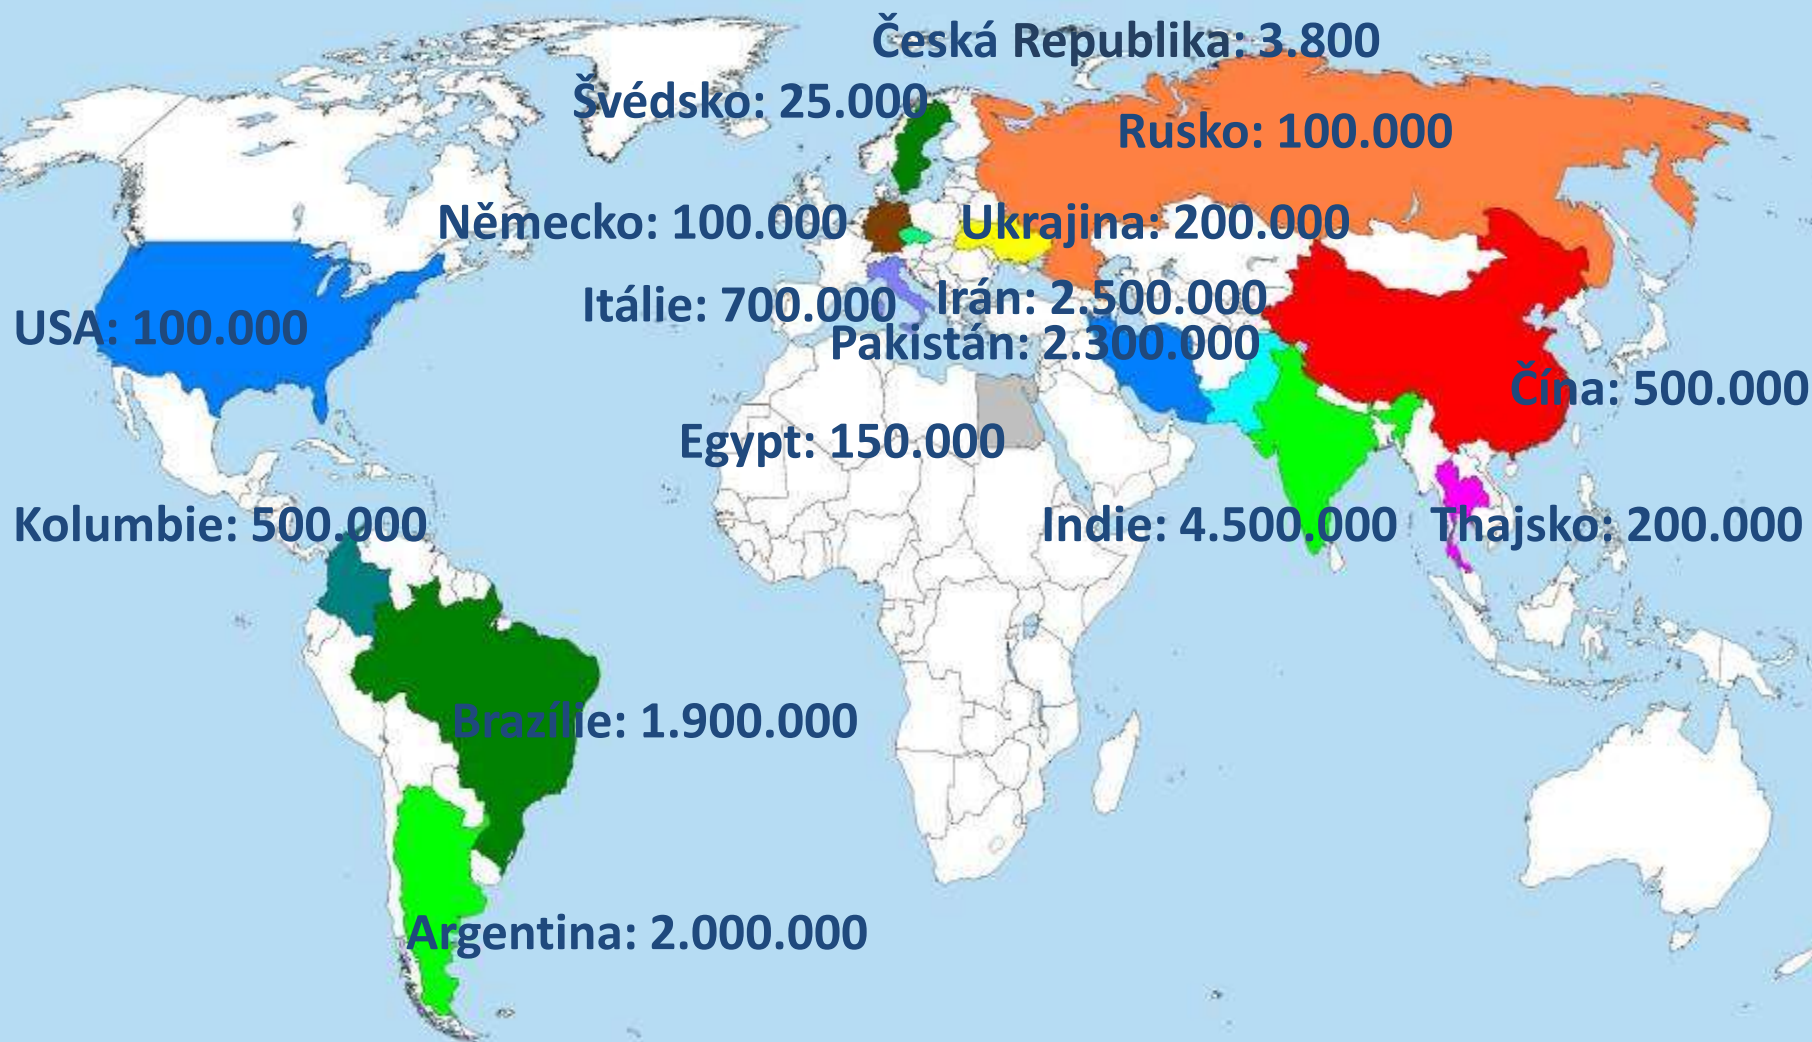 Česká Republika: 3.800
Švédsko: 25.000
Rusko: 100.000
Německo: 100.000
Ukrajina: 200.000
Itálie: 700.000
Irán: 2.500.000
USA: 100.000
Pakistán: 2.300.000
Čína: 500.000
Egypt: 150.000
Kolumbie: 500.000
Indie: 4.500.000
Thajsko: 200.000
Brazílie: 1.900.000
Argentina: 2.000.000